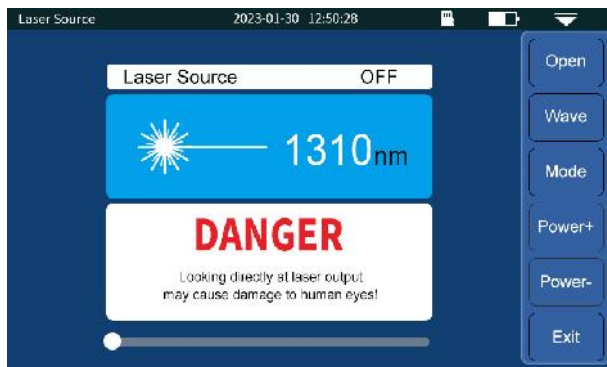 Laser Source 2023-01-30 12:50:28
Laser Source OFF
1310nm
DANGER
Looking directly at laser output
may cause damage to human eyes!
Open
Wave
Mode
Power+
Power-
Exit